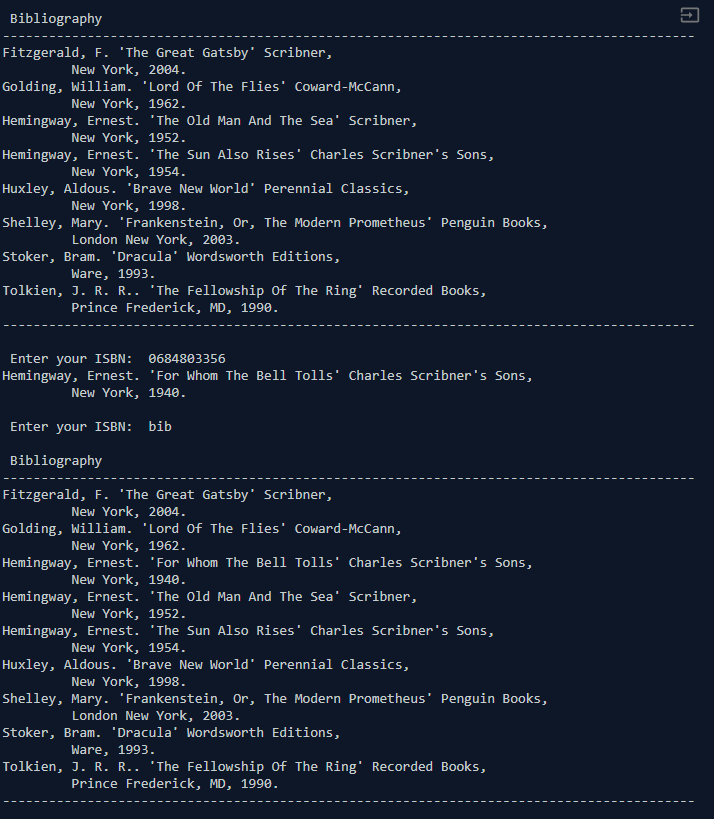 Bibliography
------------------------------------------------------------------------------------------
Fitzgerald, F. 'The Great Gatsby' Scribner,
New York, 2004.
Golding, William. 'Lord Of The Flies' Coward-McCann,
New York, 1962.
Hemingway, Ernest. 'The Old Man And The Sea' Scribner,
New York, 1952.
Hemingway, Ernest. 'The Sun Also Rises' Charles Scribner's Sons,
New York, 1954.
Huxley, Aldous. 'Brave New World' Perennial Classics,
New York, 1998.
Shelley, Mary. 'Frankenstein, Or, The Modern Prometheus' Penguin Books,
London New York, 2003.
Stoker, Bram. 'Dracula' Wordsworth Editions,
Ware, 1993.
Tolkien, J. R. R.. 'The Fellowship Of The Ring' Recorded Books,
Prince Frederick, MD, 1990.
------------------------------------------------------------------------------------------
Enter your ISBN:  0684803356
Hemingway, Ernest. 'For Whom The Bell Tolls' Charles Scribner's Sons,
New York, 1940.
Enter your ISBN:  bib
Bibliography
------------------------------------------------------------------------------------------
Fitzgerald, F. 'The Great Gatsby' Scribner,
New York, 2004.
Golding, William. 'Lord Of The Flies' Coward-McCann,
New York, 1962.
Hemingway, Ernest. 'For Whom The Bell Tolls' Charles Scribner's Sons,
New York, 1940.
Hemingway, Ernest. 'The Old Man And The Sea' Scribner,
New York, 1952.
Hemingway, Ernest. 'The Sun Also Rises' Charles Scribner's Sons,
New York, 1954.
Huxley, Aldous. 'Brave New World' Perennial Classics,
New York, 1998.
Shelley, Mary. 'Frankenstein, Or, The Modern Prometheus' Penguin Books,
London New York, 2003.
Stoker, Bram. 'Dracula' Wordsworth Editions,
Ware, 1993.
Tolkien, J. R. R.. 'The Fellowship Of The Ring' Recorded Books,
Prince Frederick, MD, 1990.
------------------------------------------------------------------------------------------